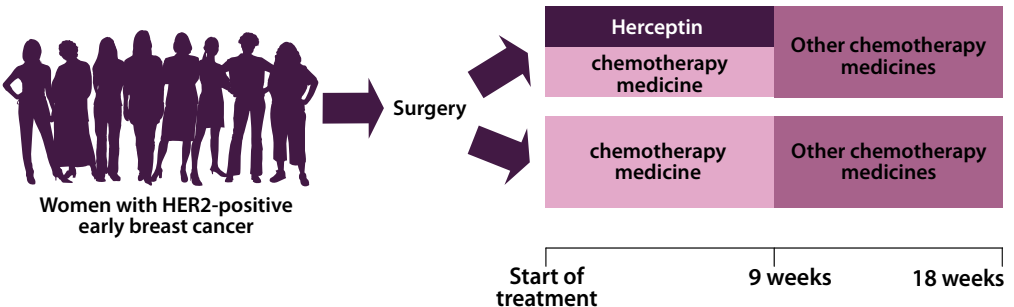 Women with HER2-positive
early breast cancer
Surgery
Herceptin
chemotherapy
medicine
Other chemotherapy
medicines
chemotherapy
medicine
Other chemotherapy
medicines
Start of
treatment
9 weeks
18 weeks